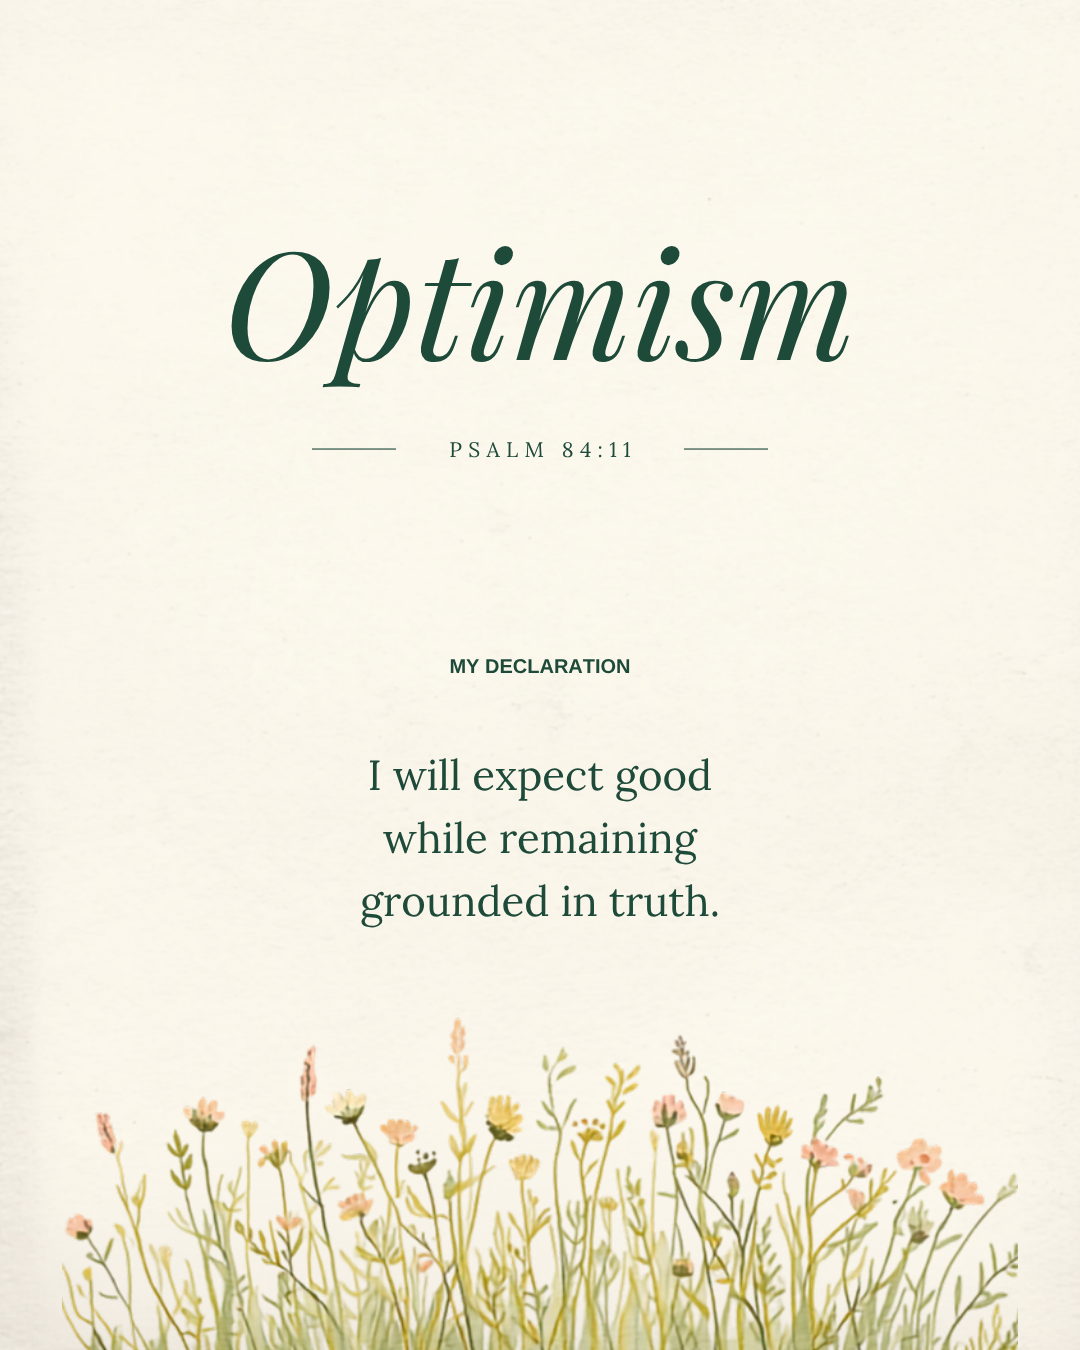 Optimism
PSALM 84:11
MY DECLARATION
I will expect good
while remaining
grounded in truth.